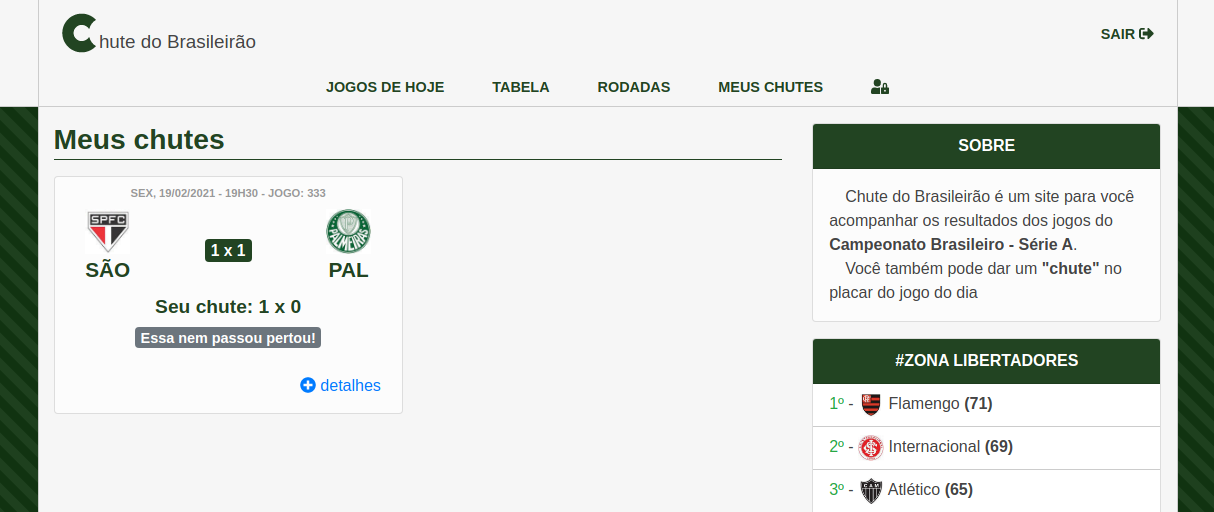 Chute do Brasileirão
SAIR
JOGOS DE HOJE TABELA RODADAS MEUS CHUTES
Meus chutes
SEX, 19/02/2021 - 19H30 - JOGO: 333
SPFC
PALMEIRAS
1 x 1
SÃO PAL
Seu chute: 1 x 0
Essa nem passou pertou!
detalhes
SOBRE
Chute do Brasileirão é um site para você
acompanhar os resultados dos jogos do
Campeonato Brasileiro - Série A.
Você também pode dar um "chute" no
placar do jogo do dia
#ZONA LIBERTADORES
1º - Flamengo (71)
2º - Internacional (69)
3º - CAM Atlético (65)